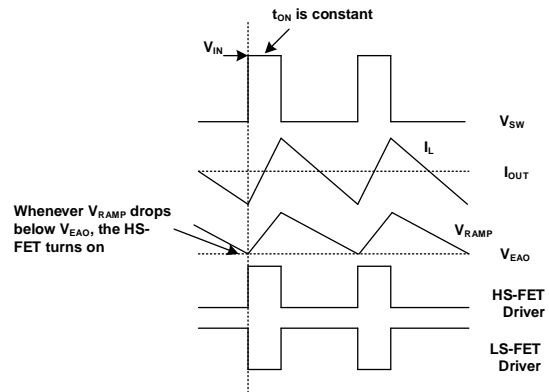 tON is constant
VIN
VSW
IL
IOUT
Whenever VRAMP drops
below VEAO, the HS-
FET turns on
VRAMP
VEAO
HS-FET
Driver
LS-FET
Driver